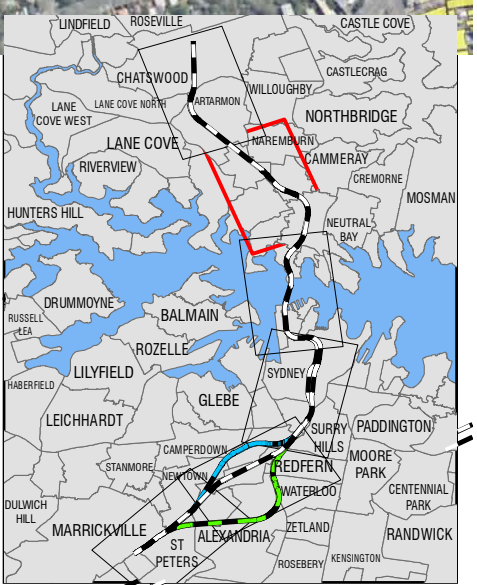 LINDFIELD
ROSEVILLE
CASTLE COVE
CHATSWOOD
CASTLECRAG
WILLOUGHBY
LANE
COVE WEST
LANE COVE NORTH
ARTARMON
NORTHBRIDGE
LANE COVE
NAREMBURN
CAMMERAY
RIVERVIEW
CREMORNE
MOSMAN
HUNTERS HILL
NEUTRAL
BAY
DRUMMOYNE
RUSSELL
LEA
BALMAIN
ROZELLE
LILYFIELD
SYDNEY
HABERFIELD
GLEBE
LEICHHARDT
SURRY
HILLS
PADDINGTON
CAMPERDOWN
MOORE
PARK
STANMORE
REDFERN
NEWTOWN
WATERLOO
CENTENNIAL
PARK
DULWICH
HILL
MARRICKVILLE
ZETLAND
RANDWICK
ALEXANDRIA
ST
PETERS
ROSEBERY
KENSINGTON